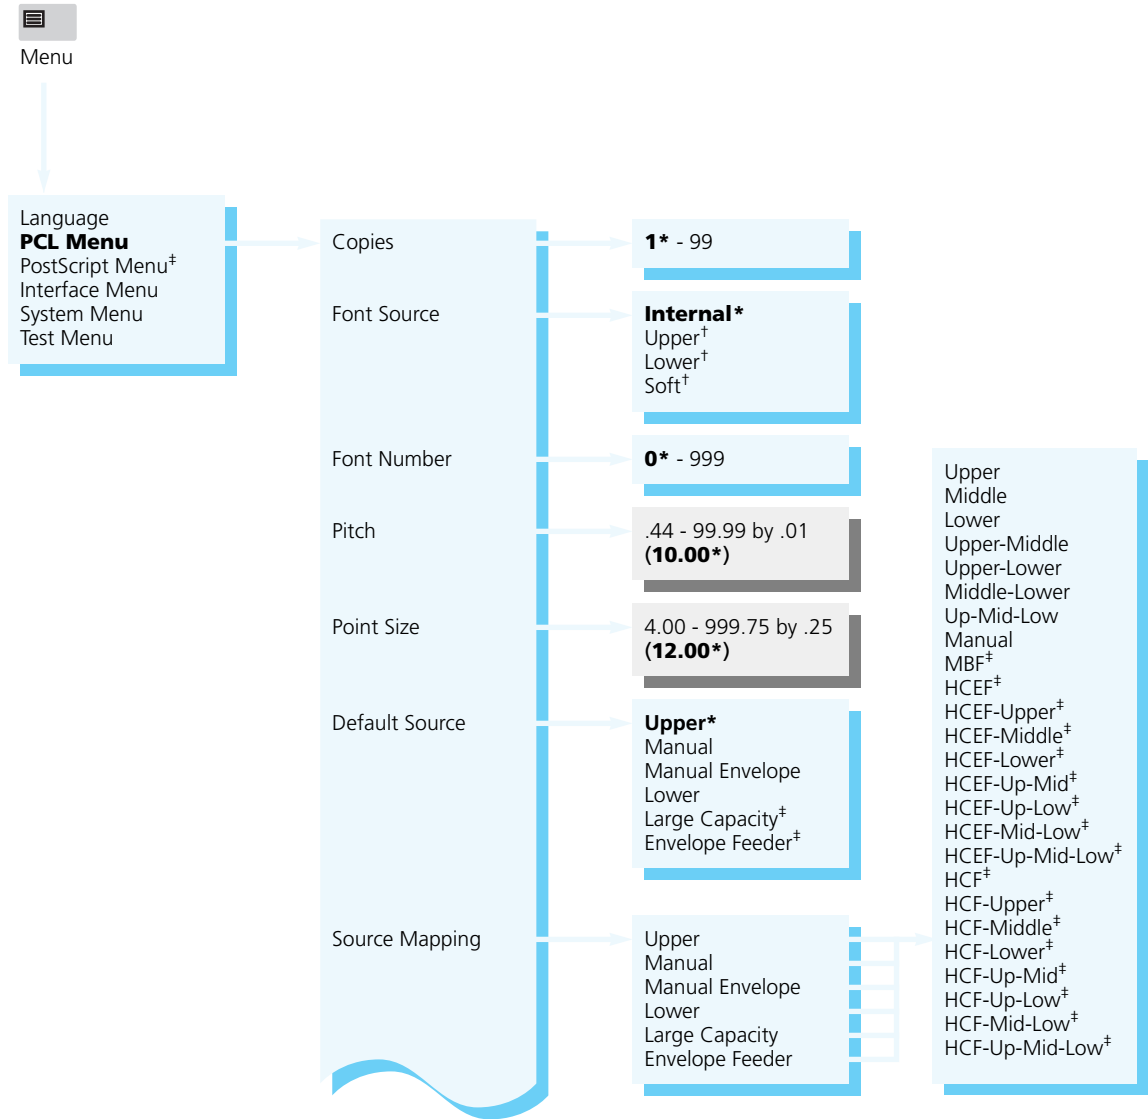 Menu
Language
PCL Menu
PostScript Menu‡
Interface Menu
System Menu
Test Menu
Copies
1* - 99
Font Source
Internal*
Upper†
Lower†
Soft†
Font Number
0* - 999
Pitch
.44 - 99.99 by .01
(10.00*)
Point Size
4.00 - 999.75 by .25
(12.00*)
Default Source
Upper*
Manual
Manual Envelope
Lower
Large Capacity‡
Envelope Feeder‡
Source Mapping
Upper
Manual
Manual Envelope
Lower
Large Capacity
Envelope Feeder
Upper
Middle
Lower
Upper-Middle
Upper-Lower
Middle-Lower
Up-Mid-Low
Manual
MBF‡
HCEF‡
HCEF-Upper‡
HCEF-Middle‡
HCEF-Lower‡
HCEF-Up-Mid‡
HCEF-Up-Low‡
HCEF-Mid-Low‡
HCEF-Up-Mid-Low‡
HCF‡
HCF-Upper‡
HCF-Middle‡
HCF-Lower‡
HCF-Up-Mid‡
HCF-Up-Low‡
HCF-Mid-Low‡
HCF-Up-Mid-Low‡